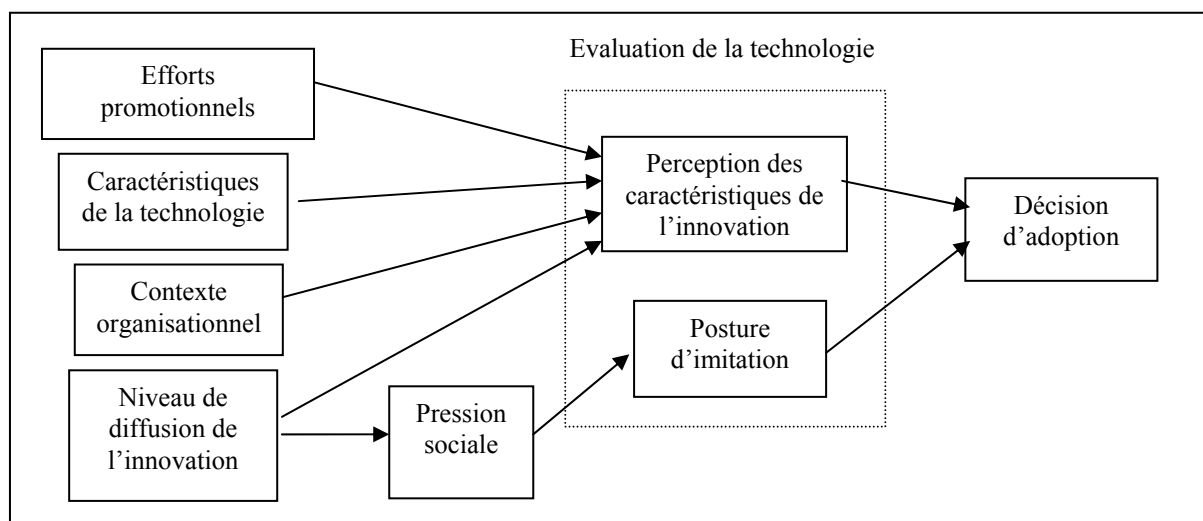 Evaluation de la technologie
Efforts
promotionnels
Caractéristiques
de la technologie
Contexte
organisationnel
Niveau de
diffusion de
l’innovation
Pression
sociale
Perception des
caractéristiques de
l’innovation
Posture
d’imitation
Décision
d’adoption